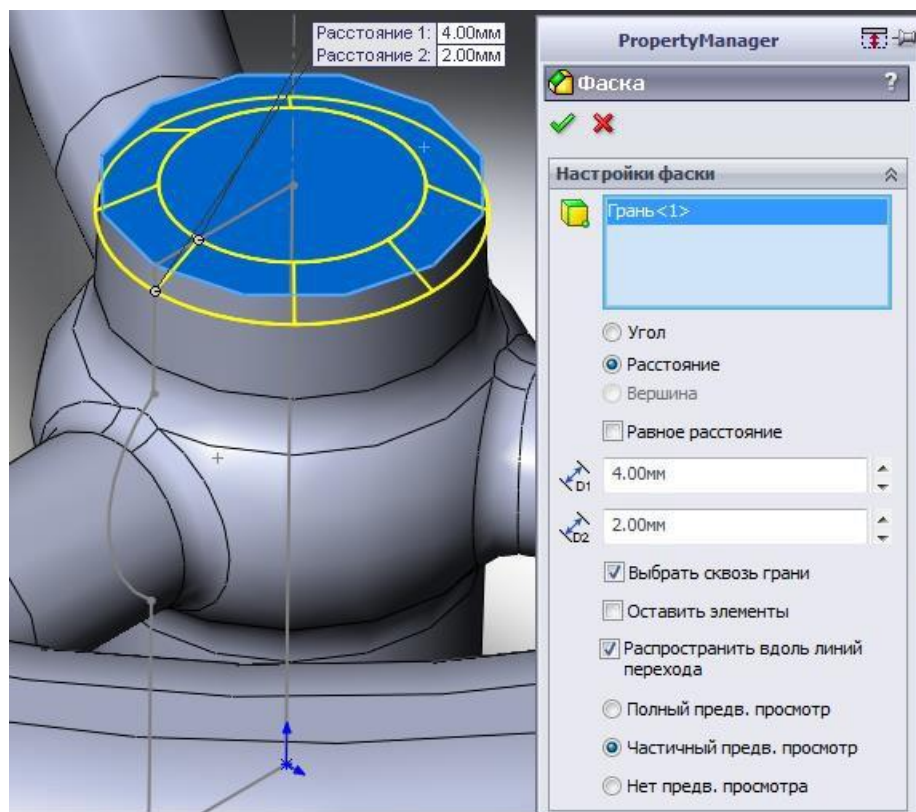 Расстояние 1: 4.00мм
Расстояние 2: 2.00мм
PropertyManager
Фаска ?
Настройки фаски
Грань<1>
Угол
Расстояние
Вершина
Равное расстояние
D1 4.00мм
D2 2.00мм
Выбрать сквозь грани
Оставить элементы
Распространить вдоль линий
перехода
Полный предв. просмотр
Частичный предв. просмотр
Нет предв. просмотра